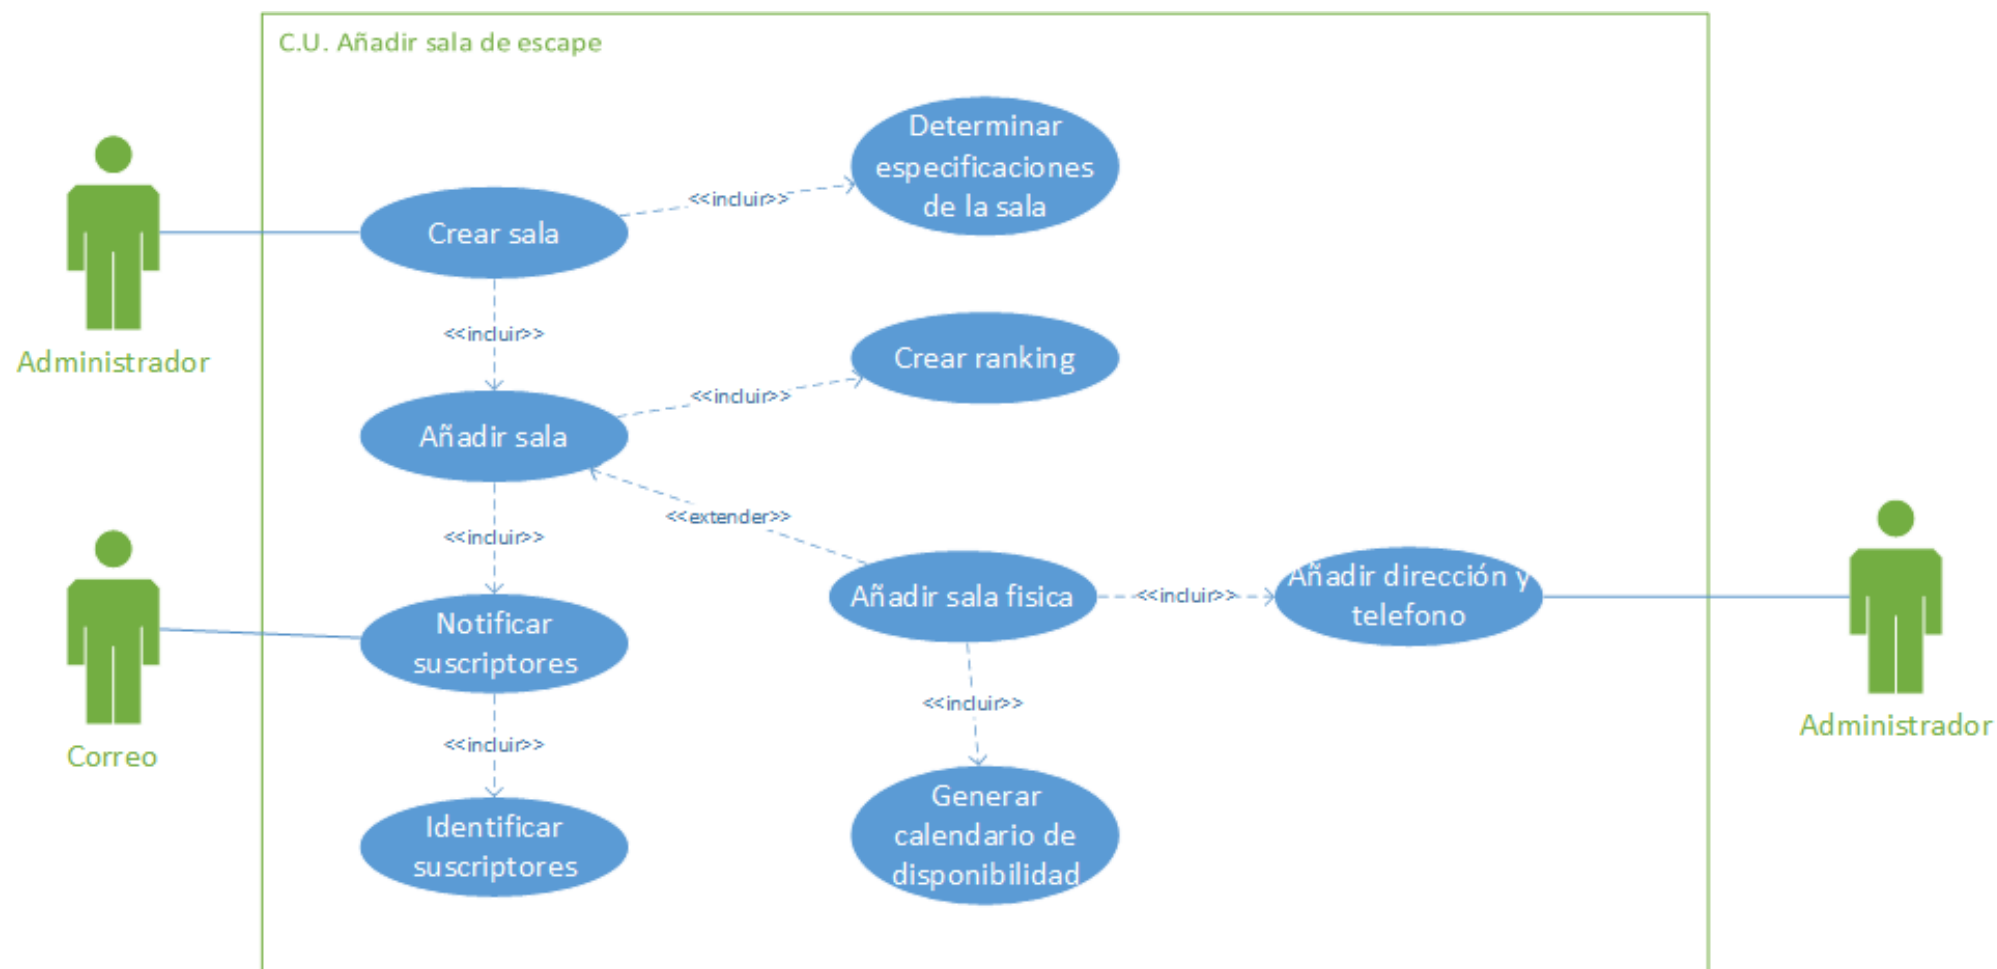 C.U. Añadir sala de escape
Determinar
especificaciones
de la sala
<<incluir>>
Crear sala
<<incluir>>
Administrador
Crear ranking
<<incluir>>
Añadir sala
<<extender>>
<<incluir>>
Añadir sala fisica
<<incluir>>
Añadir dirección y
telefono
Notificar
suscriptores
<<incluir>>
Administrador
<<incluir>>
Correo
Generar
calendario de
disponibilidad
Identificar
suscriptores